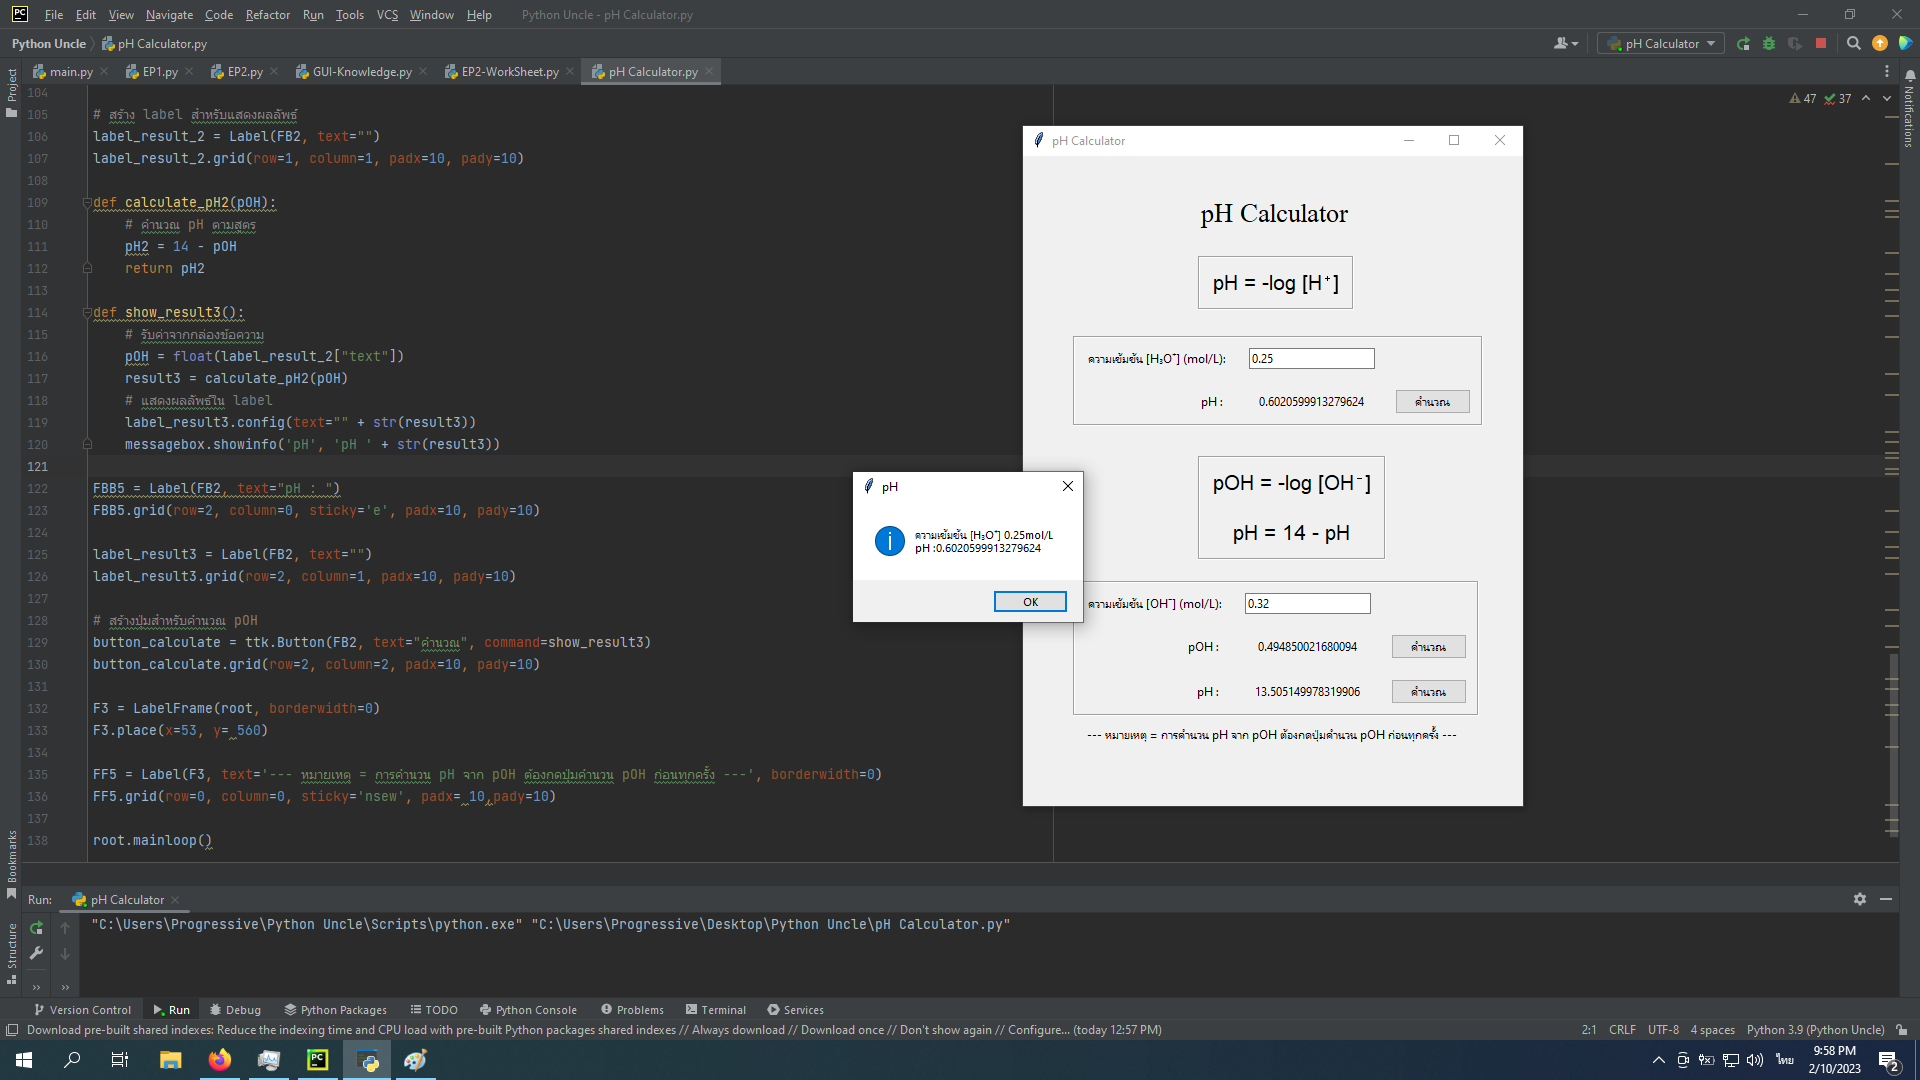 PC File Edit View Navigate Code Refactor Run Tools VCS Window Help Python Uncle - pH Calculator.py
Python Uncle pH Calculator.py pH Calculator
main.py EP1.py EP2.py GUI-Knowledge.py EP2-WorkSheet.py pH Calculator.py
Project
Notifications
47 37
104
105 # สร้าง label สำหรับแสดงผลลัพธ์
106 label_result_2 = Label(FB2, text="")
107 label_result_2.grid(row=1, column=1, padx=10, pady=10)
108
109 def calculate_pH2(pOH):
110 # คำนวณ pH ตามสูตร
111 pH2 = 14 - pOH
112 return pH2
113
114 def show_result3():
115 # รับค่าจากกล่องข้อความ
116 pOH = float(label_result_2["text"])
117 result3 = calculate_pH2(pOH)
118 # แสดงผลลัพธ์ใน label
119 label_result3.config(text="" + str(result3))
120 messagebox.showinfo('pH', 'pH ' + str(result3))
121
122 FBB5 = Label(FB2, text="pH : ")
123 FBB5.grid(row=2, column=0, sticky='e', padx=10, pady=10)
124
125 label_result3 = Label(FB2, text="")
126 label_result3.grid(row=2, column=1, padx=10, pady=10)
127
128 # สร้างปุ่มสำหรับคำนวณ pOH
129 button_calculate = ttk.Button(FB2, text="คำนวณ", command=show_result3)
130 button_calculate.grid(row=2, column=2, padx=10, pady=10)
131
132 F3 = LabelFrame(root, borderwidth=0)
133 F3.place(x=53, y= 560)
134
135 FF5 = Label(F3, text='--- หมายเหตุ = การคำนวน pH จาก pOH ต้องกดปุ่มคำนวน pOH ก่อนทุกครั้ง ---', borderwidth=0)
136 FF5.grid(row=0, column=0, sticky='nsew', padx= 10,pady=10)
137
138 root.mainloop()
pH Calculator
pH Calculator
pH = -log [H⁺]
ความเข้มข้น [H₃O⁺] (mol/L): 0.25
pH : 0.6020599913279624 คำนวณ
pOH = -log [OH⁻]
pH = 14 - pH
ความเข้มข้น [OH⁻] (mol/L): 0.32
pOH : 0.494850021680094 คำนวณ
pH : 13.505149978319906 คำนวณ
--- หมายเหตุ = การคำนวน pH จาก pOH ต้องกดปุ่มคำนวน pOH ก่อนทุกครั้ง ---
pH
ความเข้มข้น [H₃O⁺] 0.25mol/L
pH :0.6020599913279624
OK
Bookmarks
Structure
Run: pH Calculator
"C:\Users\Progressive\Python Uncle\Scripts\python.exe" "C:\Users\Progressive\Desktop\Python Uncle\pH Calculator.py"
Version Control Run Debug Python Packages TODO Python Console Problems Terminal Services
Download pre-built shared indexes: Reduce the indexing time and CPU load with pre-built Python packages shared indexes // Always download // Download once // Don't show again // Configure... (today 12:57 PM) 2:1 CRLF UTF-8 4 spaces Python 3.9 (Python Uncle)
PC ไทย 9:58 PM
2/10/2023 2